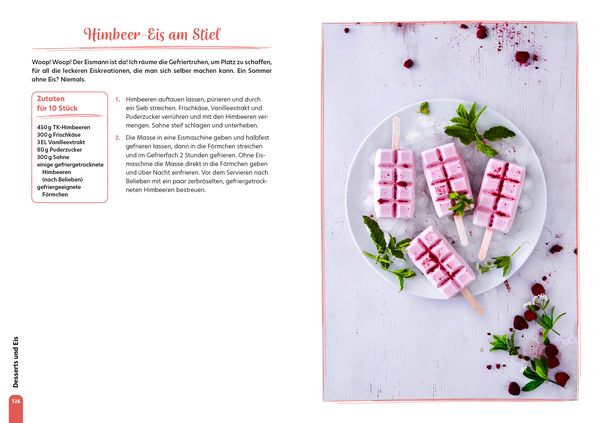 Himbeer-Eis am Stiel
Woop! Woop! Der Eismann ist da! Ich räume die Gefriertruhen, um Platz zu schaffen,
für all die leckeren Eiskreationen, die man sich selber machen kann. Ein Sommer
ohne Eis? Niemals.
Zutaten
für 10 Stück
450 g TK-Himbeeren
300 g Frischkäse
3 EL Vanilleextrakt
80 g Puderzucker
300 g Sahne
einige gefriergetrocknete
Himbeeren
(nach Belieben)
gefriergeeignete
Förmchen
1. Himbeeren auftauen lassen, pürieren und durch
ein Sieb streichen. Frischkäse, Vanilleextrakt und
Puderzucker verrühren und mit den Himbeeren ver-
mengen. Sahne steif schlagen und unterheben.
2. Die Masse in eine Eismaschine geben und halbfest
gefrieren lassen, dann in die Förmchen streichen
und im Gefrierfach 2 Stunden gefrieren. Ohne Eis-
maschine die Masse direkt in die Förmchen geben
und über Nacht einfrieren. Vor dem Servieren nach
Belieben mit ein paar zerbröselten, gefriergetrock-
neten Himbeeren bestreuen.
Desserts und Eis
126